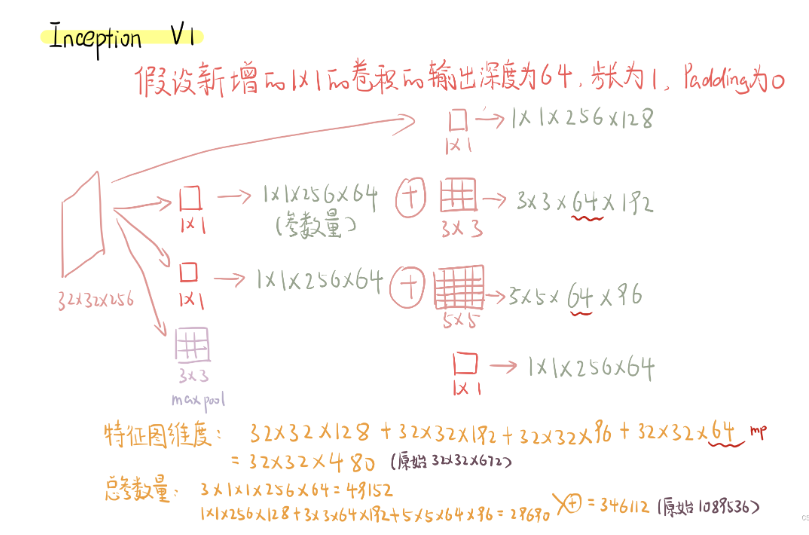 Inception V1
假设新增的1X1的卷积的输出深度为64，步长为1，Padding为0
1X1
1X1X256X128
1X1
1X1X256X64
(参数量)
+
3X3
3X3X64X192
32X32X256
1X1
1X1X256X64
+
5X5
5X5X64X96
3X3
maxpool
1X1
1X1X256X64
特征图维度： 32X32X128 + 32X32X192 + 32X32X96 + 32X32X64 mp
= 32X32X480 (原始32X32X672)
总参数量： 3X1X1X256X64=49152
1X1X256X128+3X3X64X192+5X5X64X96=29690
+ = 346112 (原始1089536)